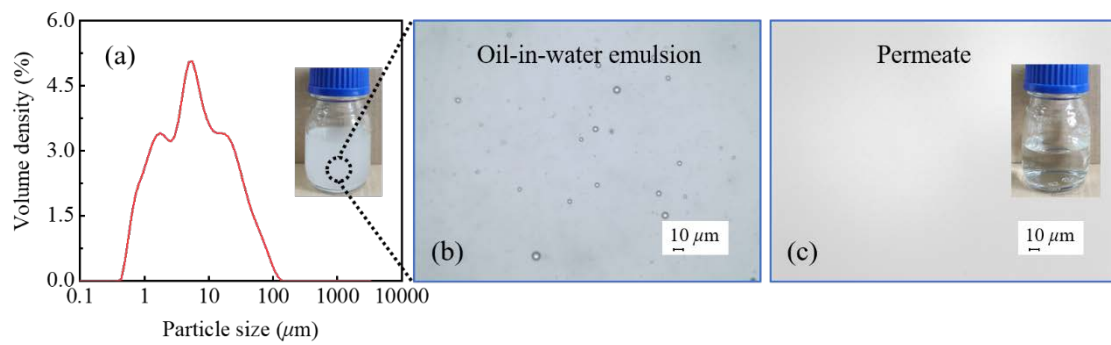 6.0
4.5
3.0
1.5
0.0
Volume density (%)
(a)
0.1
1
10
100
1000
10000
Particle size (μm)
Oil-in-water emulsion
(b)
10 μm
Permeate
(c)
10 μm